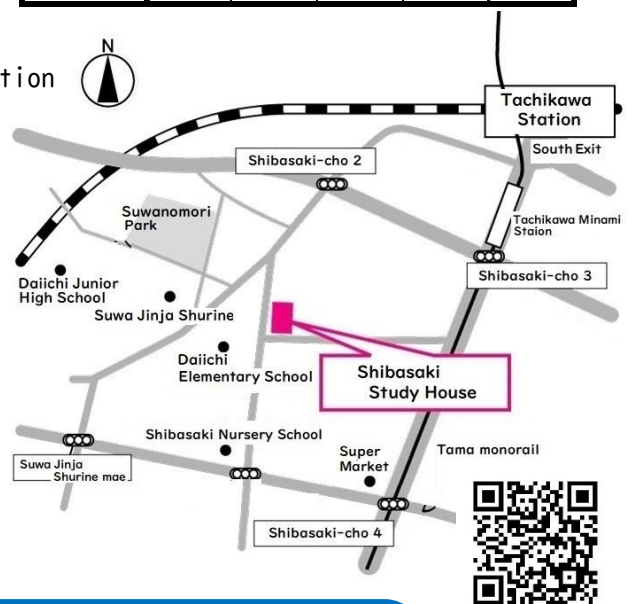 tion
N
Tachikawa
Station
South Exit
Shibasaki-cho 2
Suwanomori
Park
Tachikawa Minami
Staion
Shibasaki-cho 3
Daiichi Junior
High School
Suwa Jinja Shurine
Daiichi
Elementary School
Shibasaki
Study House
Shibasaki Nursery School
Super
Market
Tama monorail
Suwa Jinja
Shurine mae
Shibasaki-cho 4